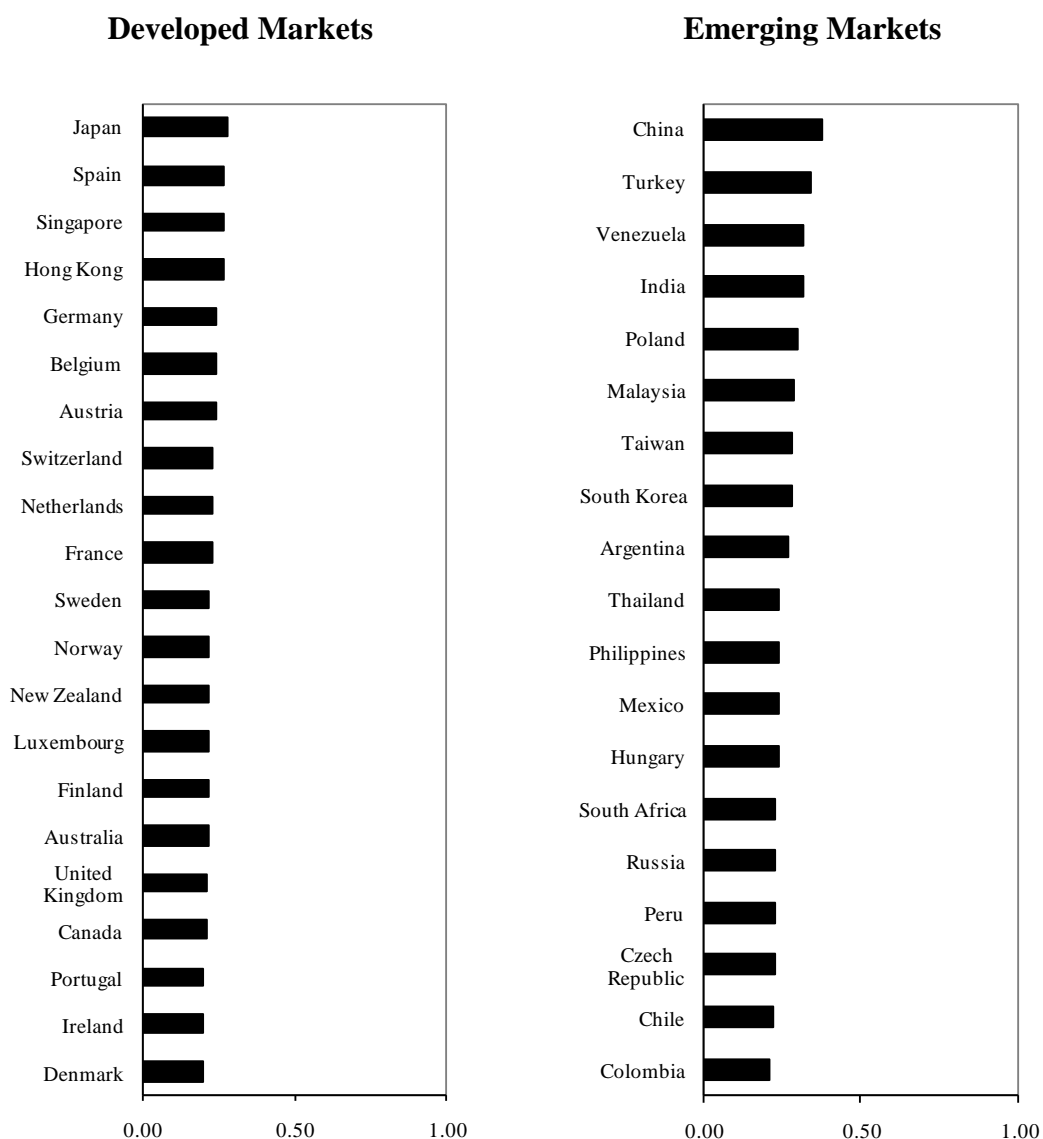 Developed Markets
Japan
Spain
Singapore
Hong Kong
Germany
Belgium
Austria
Switzerland
Netherlands
France
Sweden
Norway
New Zealand
Luxembourg
Finland
Australia
United
Kingdom
Canada
Portugal
Ireland
Denmark
0.00 0.50 1.00
Emerging Markets
China
Turkey
Venezuela
India
Poland
Malaysia
Taiwan
South Korea
Argentina
Thailand
Philippines
Mexico
Hungary
South Africa
Russia
Peru
Czech
Republic
Chile
Colombia
0.00 0.50 1.00